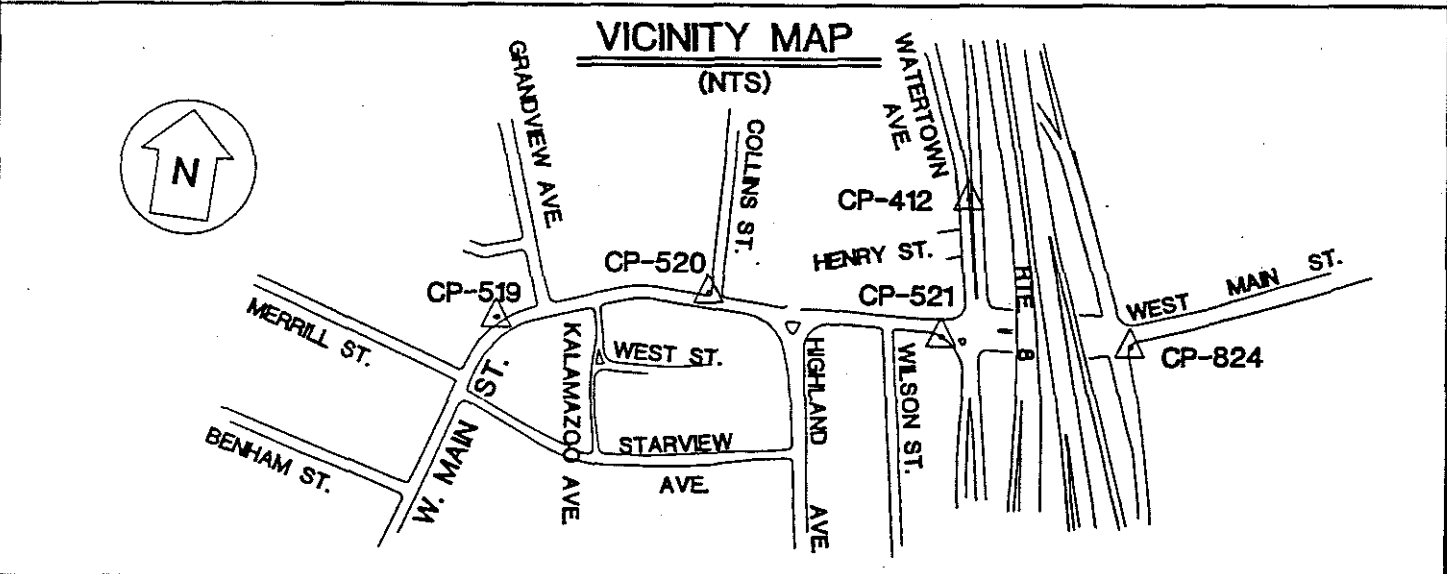 VICINITY MAP
(NTS)
N
GRANDVIEW AVE.
COLLINS ST.
WATERTOWN
AVE.
CP-412
HENRY ST.
CP-520
CP-519
CP-521
MERRILL ST.
BENHAM ST.
W. MAIN ST.
KALAMAZOO AVE.
WEST ST.
STARVIEW
AVE.
HIGHLAND AVE.
WILSON ST.
RTE. 8
WEST MAIN ST.
CP-824